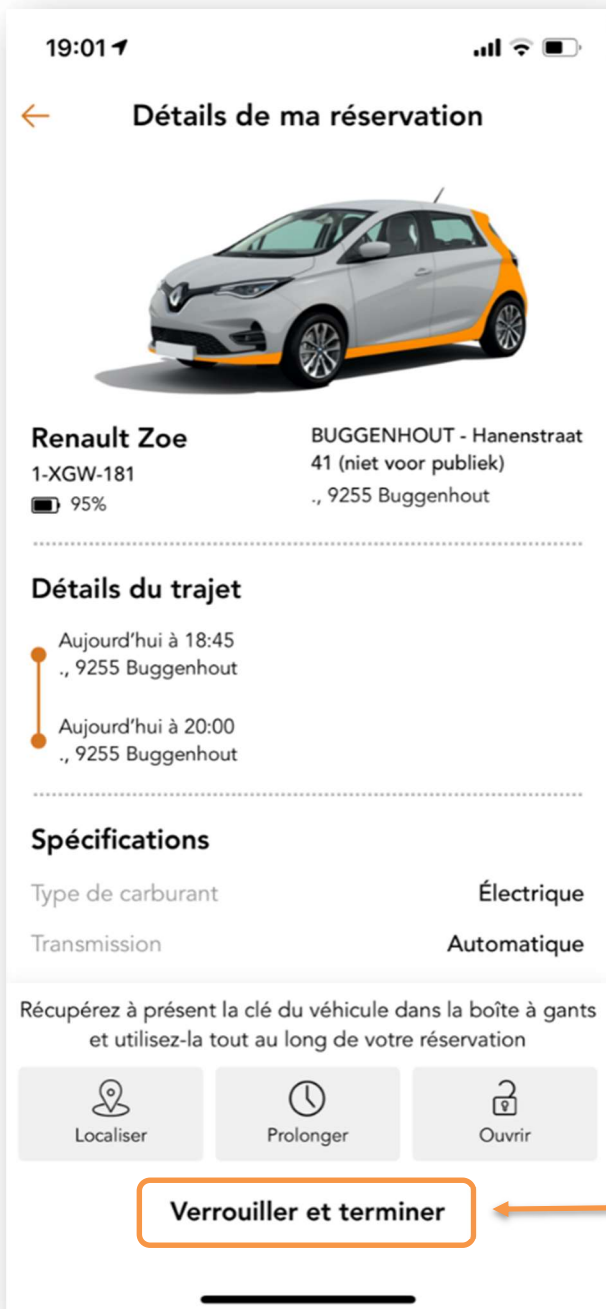 19:01
Détails de ma réservation
Renault Zoe
1-XGW-181
95%
BUGGENHOUT - Hanenstraat
41 (niet voor publiek)
., 9255 Buggenhout
Détails du trajet
Aujourd'hui à 18:45
., 9255 Buggenhout
Aujourd'hui à 20:00
., 9255 Buggenhout
Spécifications
Type de carburant Électrique
Transmission Automatique
Récupérez à présent la clé du véhicule dans la boîte à gants
et utilisez-la tout au long de votre réservation
Localiser Prolonger Ouvrir
Verrouiller et terminer